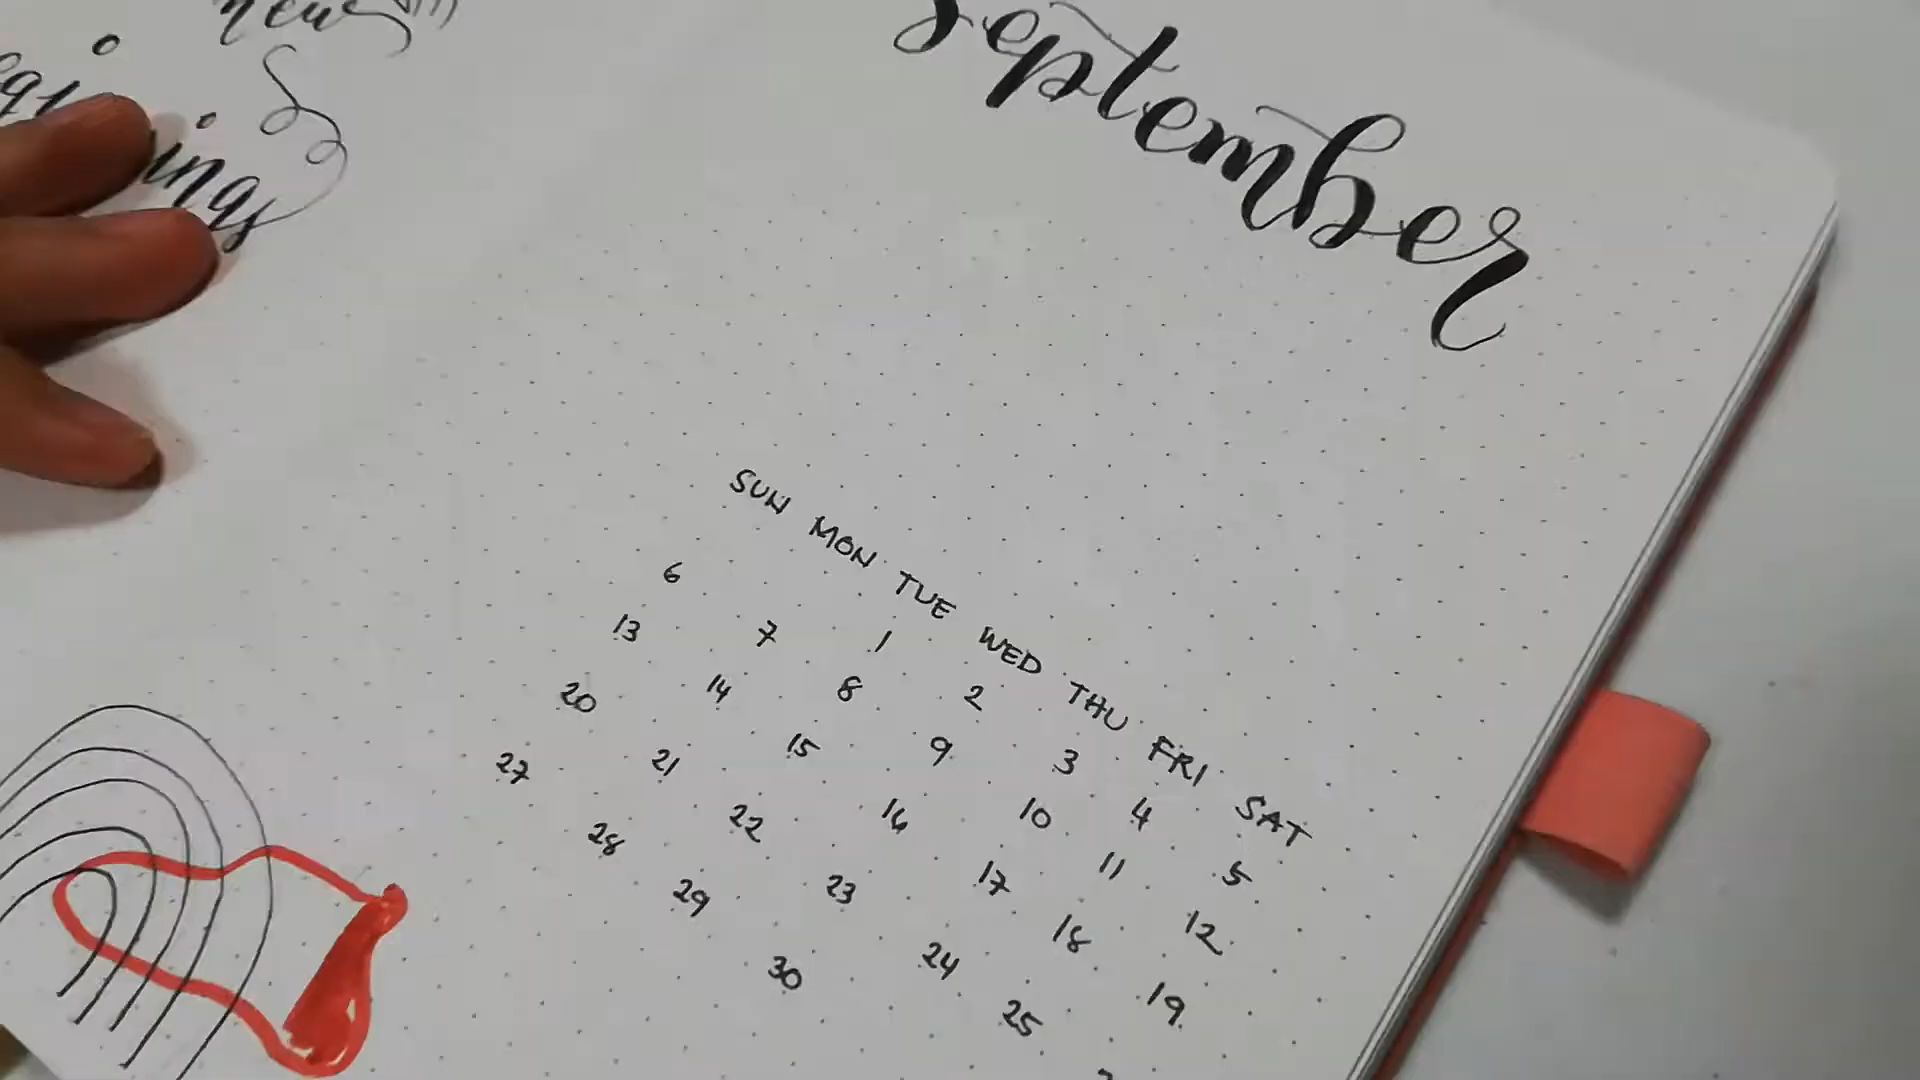 new
beginnings
September
SUN MON TUE WED THU FRI SAT
1 2 3 4 5
6 7 8 9 10 11 12
13 14 15 16 17 18 19
20 21 22 23 24 25
27 28 29 30